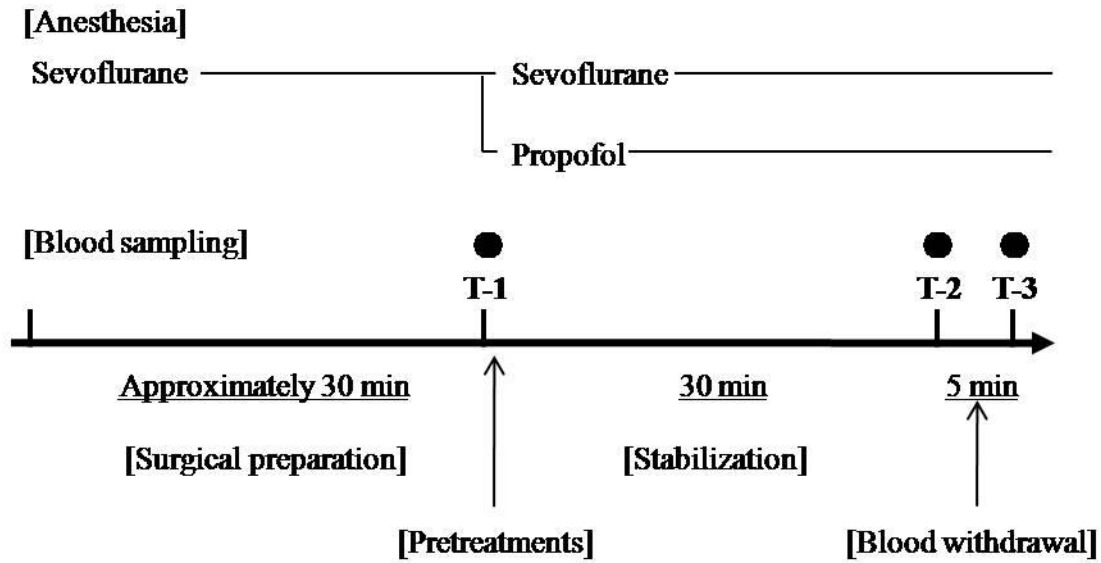 [Anesthesia]
Sevoflurane Sevoflurane
Propofol
[Blood sampling]
T-1 T-2 T-3
Approximately 30 min 30 min 5 min
[Surgical preparation] [Stabilization]
[Pretreatments] [Blood withdrawal]